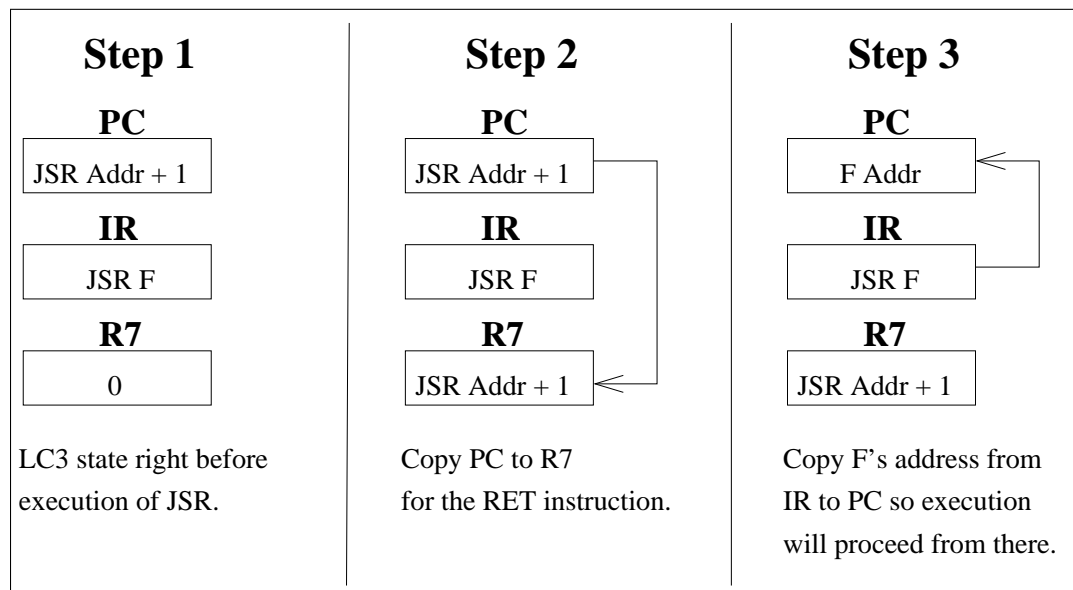 Step 1
PC
JSR Addr + 1
IR
JSR F
R7
0
LC3 state right before
execution of JSR.
Step 2
PC
JSR Addr + 1
IR
JSR F
R7
JSR Addr + 1
Copy PC to R7
for the RET instruction.
Step 3
PC
F Addr
IR
JSR F
R7
JSR Addr + 1
Copy F's address from
IR to PC so execution
will proceed from there.